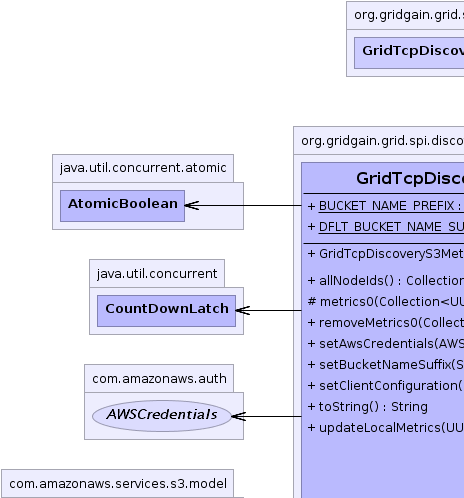 org.gridgain.grid.s
GridTcpDiscov
org.gridgain.grid.spi.disco
java.util.concurrent.atomic
GridTcpDisco
AtomicBoolean
+ BUCKET_NAME_PREFIX :
+ DFLT_BUCKET_NAME_SU
+ GridTcpDiscoveryS3Met
java.util.concurrent
+ allNodeIds() : Collection
CountDownLatch
# metrics0(Collection<UU
+ removeMetrics0(Collect
+ setAwsCredentials(AWS
+ setBucketNameSuffix(S
com.amazonaws.auth
+ setClientConfiguration(
+ toString() : String
AWSCredentials
+ updateLocalMetrics(UU
com.amazonaws.services.s3.model